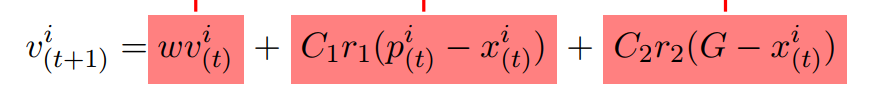 v^i_{(t+1)} = wv^i_{(t)} + C_1r_1(p^i_{(t)} − x^i_{(t)}) + C_2r_2(G − x^i_{(t)})